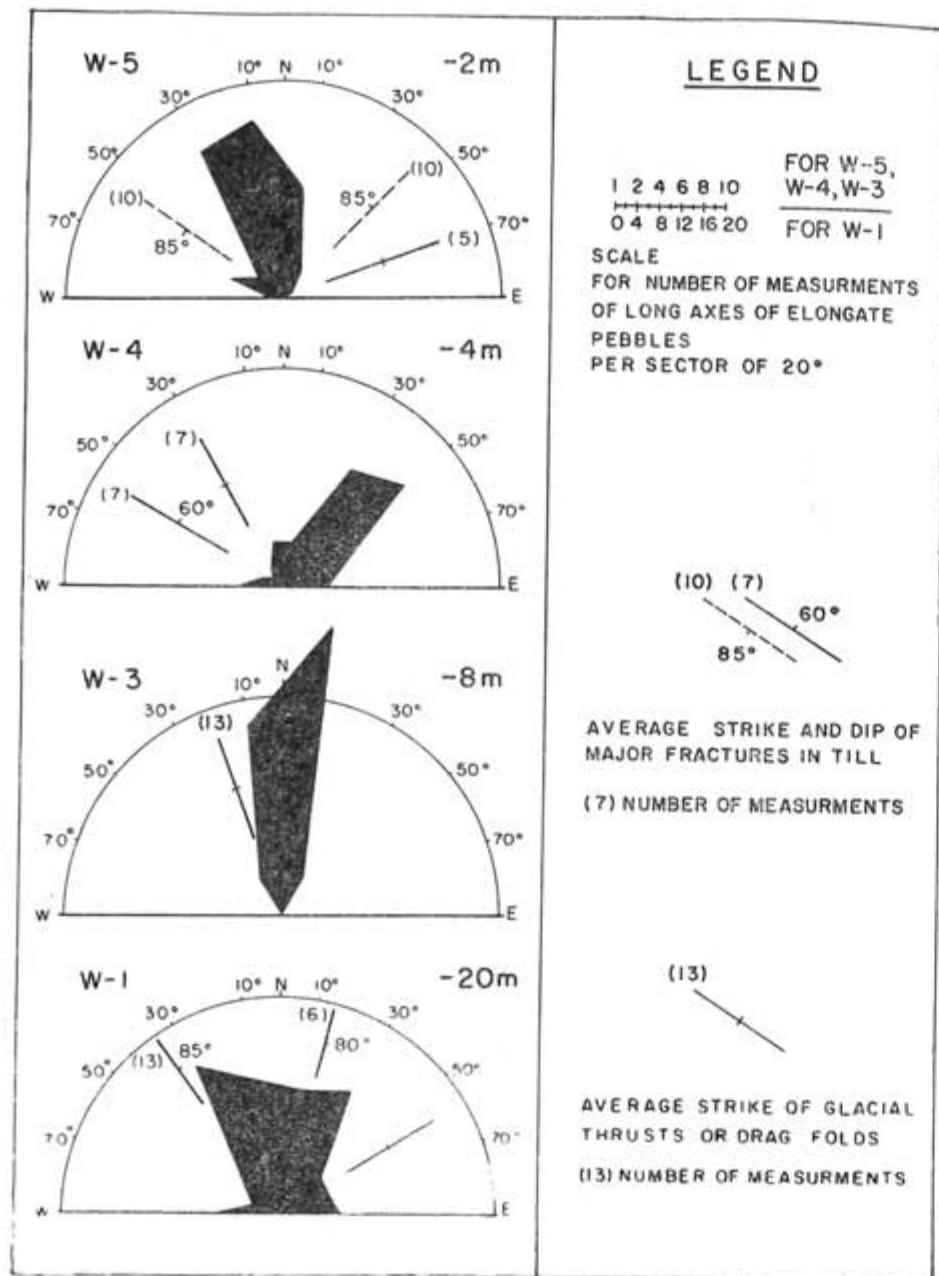 W-5 10° N -2m
30° 10° 30°
50° 50°
(10) (10)
85° 85°
70° (5) 70°
W E
W-4 10° N 10° -4m
30° 30°
50° (7) 50°
(7) 60°
70° 70°
W E
W-3 10° N -8m
30° (13) 30°
50° 50°
70° 70°
W E
W-1 10° N 10° -20m
30° (6) 30°
50° (13) 85° 80° 50°
70° 70°
W E
LEGEND
1 2 4 6 8 10 FOR W-5,
W-4, W-3
0 4 8 12 16 20 FOR W-1
SCALE
FOR NUMBER OF MEASURMENTS
OF LONG AXES OF ELONGATE
PEBBLES
PER SECTOR OF 20°
(10) (7)
60°
85°
AVERAGE STRIKE AND DIP OF
MAJOR FRACTURES IN TILL
(7) NUMBER OF MEASURMENTS
(13)
AVERAGE STRIKE OF GLACIAL
THRUSTS OR DRAG FOLDS
(13) NUMBER OF MEASURMENTS